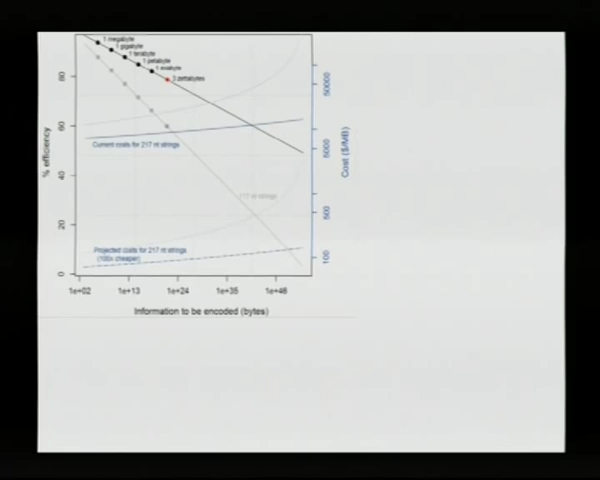 1 megabyte
1 gigabyte
1 terabyte
1 petabyte
1 exabyte
3 zettabytes
80
60
40
20
0
% efficiency
Current costs for 217 nt strings
217 nt strings
Projected costs for 217 nt strings
(100x cheaper)
50000
5000
500
100
Cost ($/MB)
1e+02
1e+13
1e+24
1e+35
1e+46
Information to be encoded (bytes)